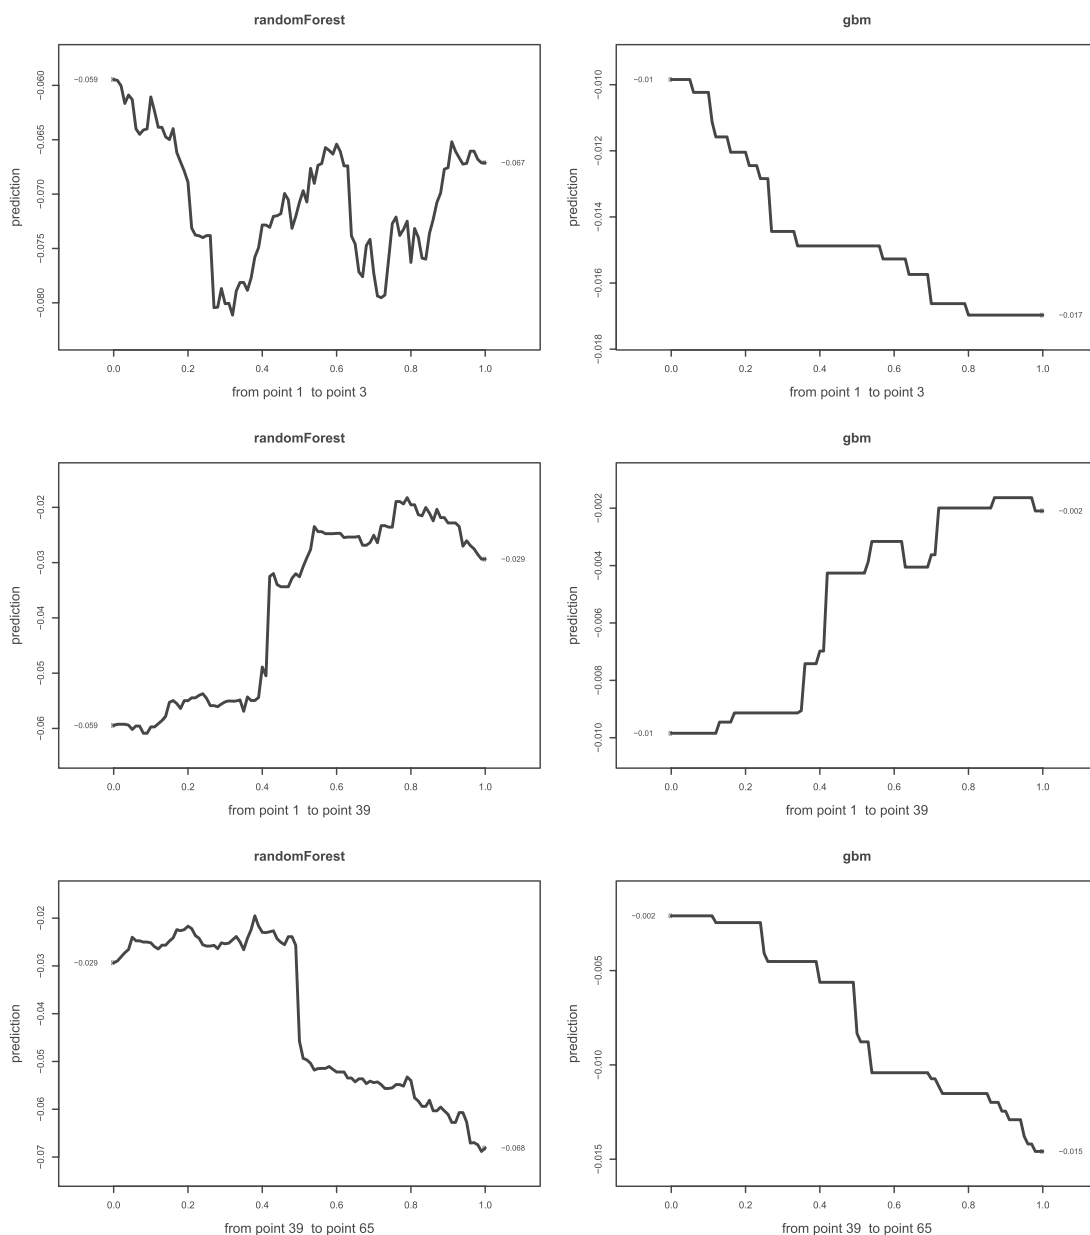 randomForest
gbm
prediction
−0.060
−0.065
−0.070
−0.075
−0.080
−0.059
−0.067
0.0 0.2 0.4 0.6 0.8 1.0
from point 1 to point 3
prediction
−0.010
−0.012
−0.014
−0.016
−0.018
−0.01
−0.017
0.0 0.2 0.4 0.6 0.8 1.0
from point 1 to point 3
randomForest
gbm
prediction
−0.02
−0.03
−0.04
−0.05
−0.06
−0.059
−0.029
0.0 0.2 0.4 0.6 0.8 1.0
from point 1 to point 39
prediction
−0.002
−0.004
−0.006
−0.008
−0.010
−0.01
−0.002
0.0 0.2 0.4 0.6 0.8 1.0
from point 1 to point 39
randomForest
gbm
prediction
−0.02
−0.03
−0.04
−0.05
−0.06
−0.07
−0.029
−0.068
0.0 0.2 0.4 0.6 0.8 1.0
from point 39 to point 65
prediction
−0.005
−0.010
−0.015
−0.002
−0.015
0.0 0.2 0.4 0.6 0.8 1.0
from point 39 to point 65